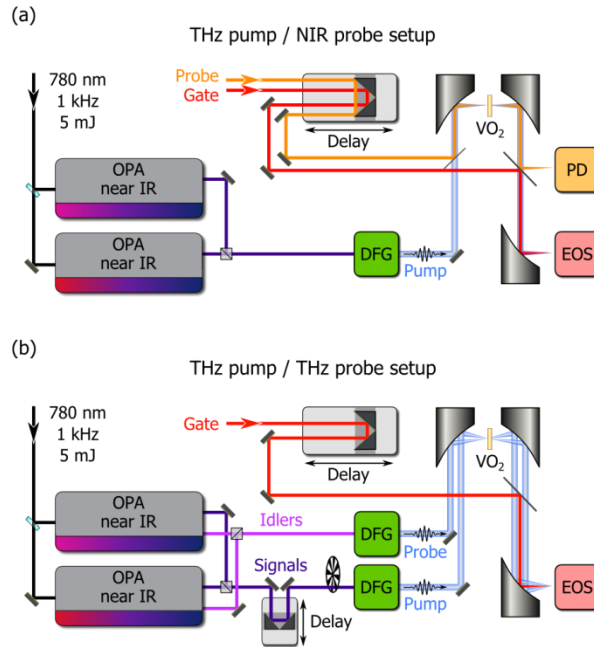 (a)
THz pump / NIR probe setup
780 nm
1 kHz
5 mJ
Probe
Gate
Delay
VO₂
OPA
near IR
PD
OPA
near IR
DFG
Pump
EOS
(b)
THz pump / THz probe setup
780 nm
1 kHz
5 mJ
Gate
Delay
VO₂
OPA
near IR
Idlers
DFG
Probe
OPA
near IR
Signals
DFG
Pump
EOS
Delay